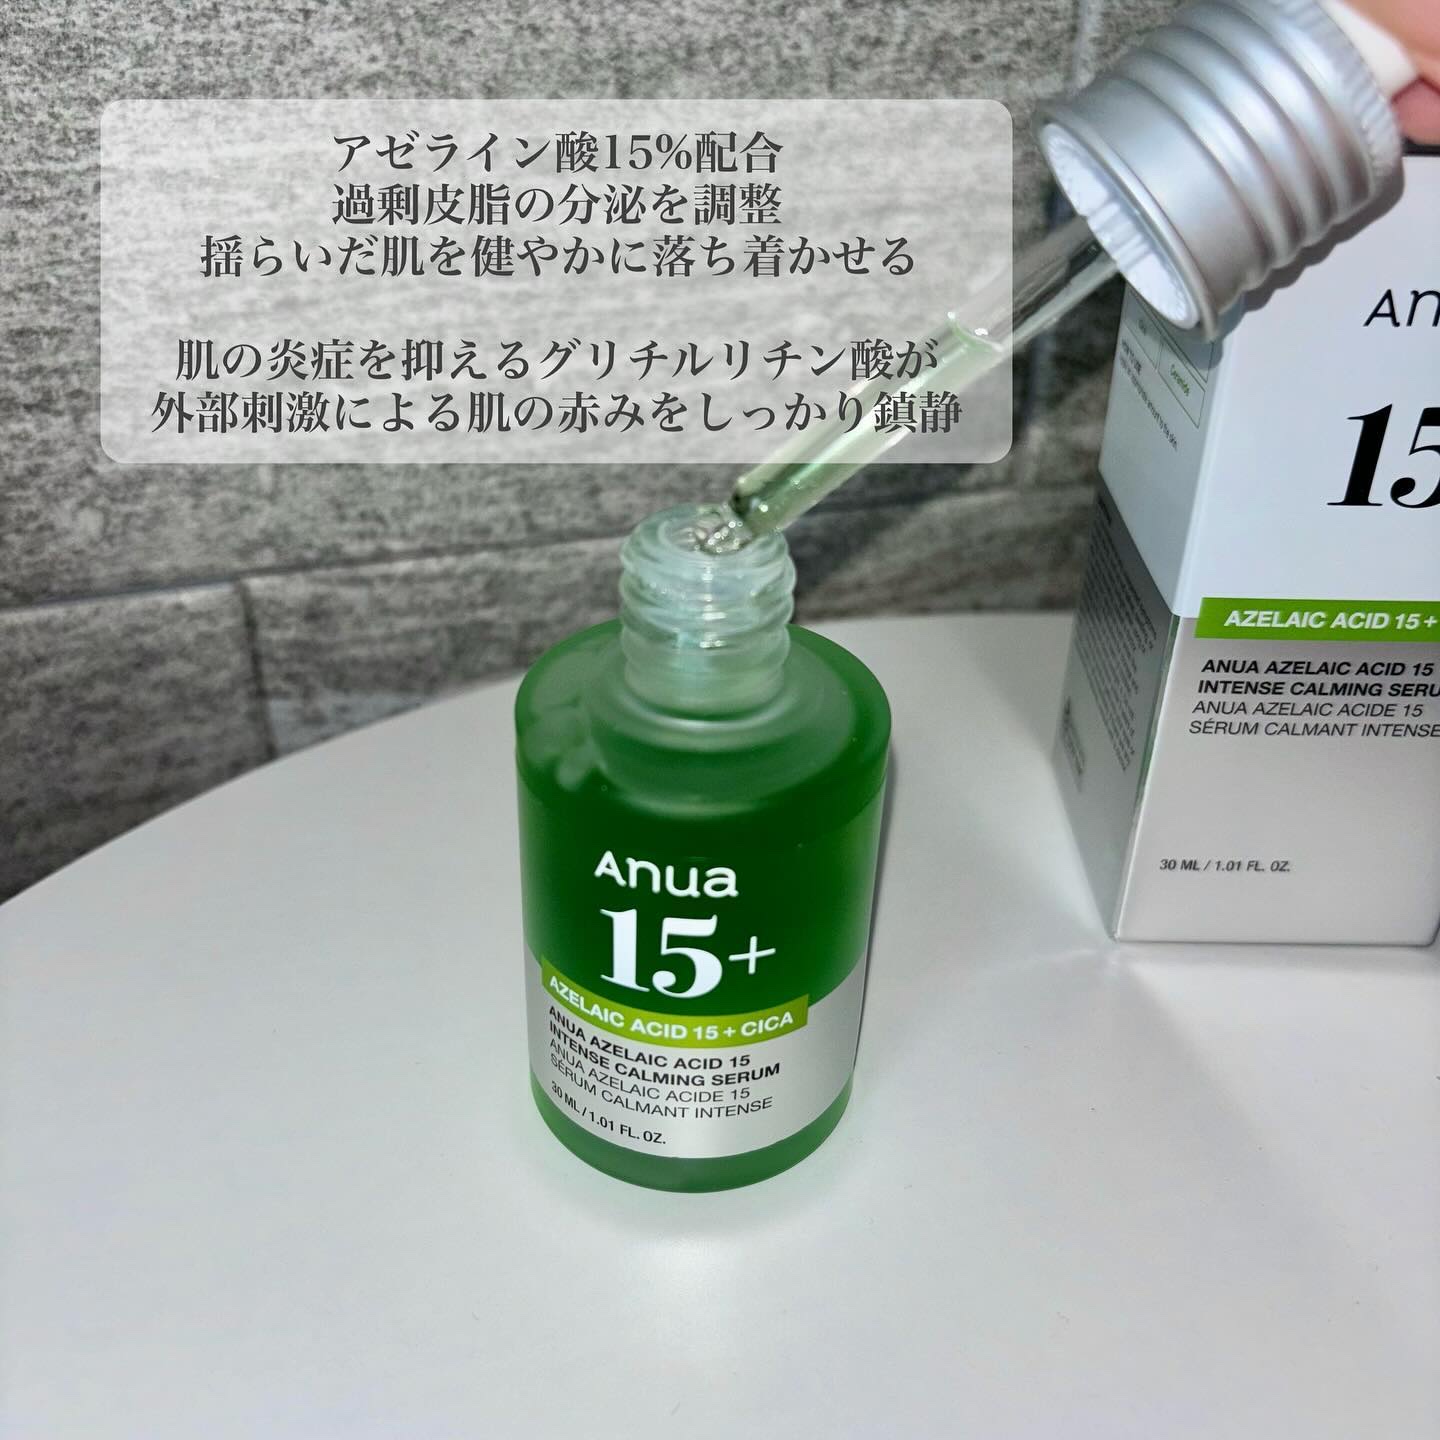 アゼライン酸15%配合
過剰皮脂の分泌を調整
揺らいだ肌を健やかに落ち着かせる
肌の炎症を抑えるグリチルリチン酸が
外部刺激による肌の赤みをしっかり鎮静
Anua
15+
AZELAIC ACID 15 + CICA
ANUA AZELAIC ACID 15
INTENSE CALMING SERUM
ANUA AZELAIC ACIDE 15
SÉRUM CALMANT INTENSE
30 ML / 1.01 FL. OZ.
An
15
AZELAIC ACID 15 +
ANUA AZELAIC ACID 15
INTENSE CALMING SERU
ANUA AZELAIC ACIDE 15
SÉRUM CALMANT INTENSE
30 ML / 1.01 FL. OZ.
Ceramide